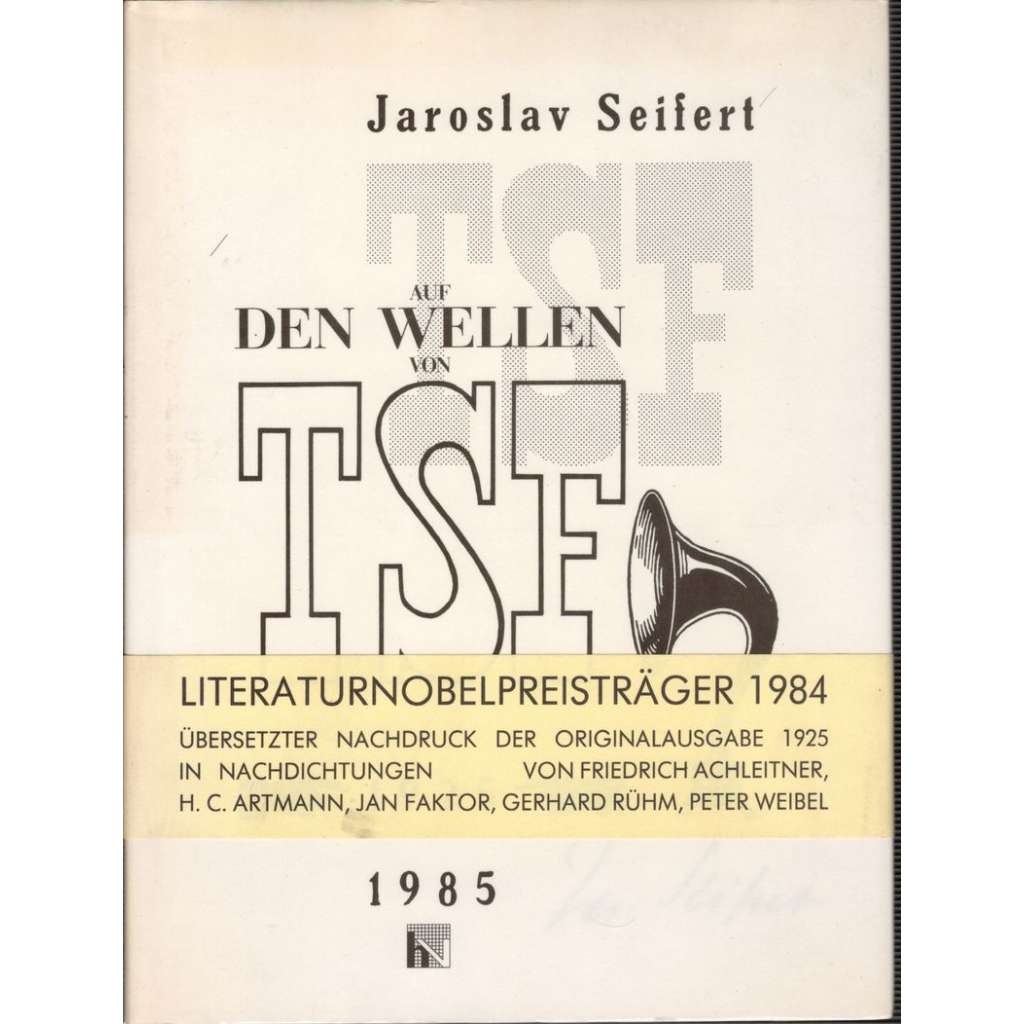 Jaroslav Seifert
TSF
AUF
DEN WELLEN
VON
TSF
LITERATURNOBELPREISTRÄGER 1984
ÜBERSETZTER NACHDRUCK DER ORIGINALAUSGABE 1925
IN NACHDICHTUNGEN VON FRIEDRICH ACHLEITNER,
H. C. ARTMANN, JAN FAKTOR, GERHARD RÜHM, PETER WEIBEL
1985
hv